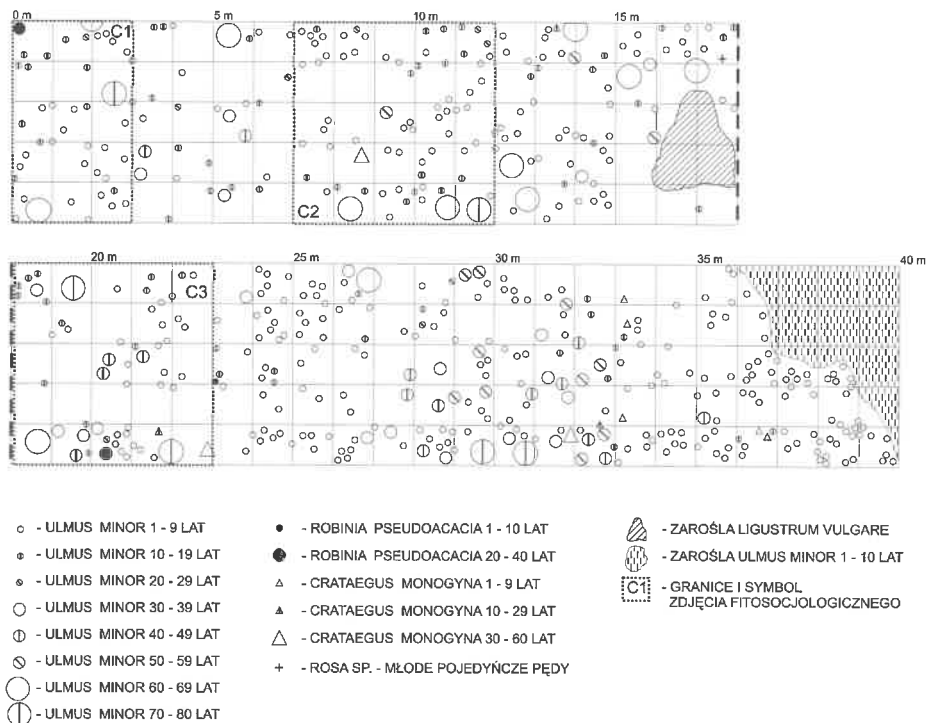 0 m 5 m 10 m 15 m
C1
C2
20 m 25 m 30 m 35 m 40 m
C3
- ULMUS MINOR 1 - 9 LAT
- ULMUS MINOR 10 - 19 LAT
- ULMUS MINOR 20 - 29 LAT
- ULMUS MINOR 30 - 39 LAT
- ULMUS MINOR 40 - 49 LAT
- ULMUS MINOR 50 - 59 LAT
- ULMUS MINOR 60 - 69 LAT
- ULMUS MINOR 70 - 80 LAT
- ROBINIA PSEUDOACACIA 1 - 10 LAT
- ROBINIA PSEUDOACACIA 20 - 40 LAT
- CRATAEGUS MONOGYNA 1 - 9 LAT
- CRATAEGUS MONOGYNA 10 - 29 LAT
- CRATAEGUS MONOGYNA 30 - 60 LAT
- ROSA SP. - MŁODE POJEDYŃCZE PĘDY
- ZAROŚLA LIGUSTRUM VULGARE
- ZAROŚLA ULMUS MINOR 1 - 10 LAT
C1 - GRANICE I SYMBOL
ZDJĘCIA FITOSOCJOLOGICZNEGO